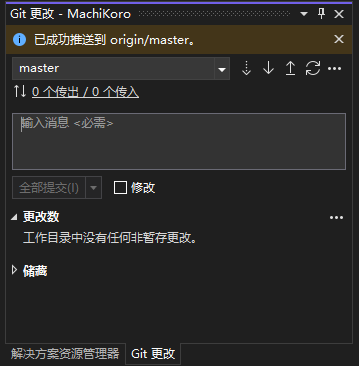 Git 更改 - MachiKoro
已成功推送到 origin/master。
master
0 个传出 / 0 个传入
输入消息 <必需>
全部提交(I)
修改
更改数
工作目录中没有任何非暂存更改。
储藏
解决方案资源管理器
Git 更改